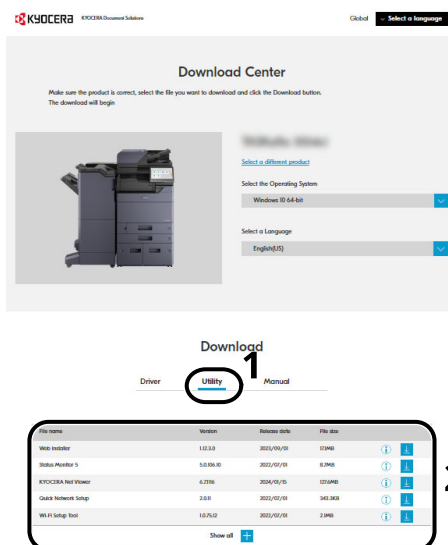 KYOCERA KYOCERA Document Solutions
Global Select a language
Download Center
Make sure the product is correct, select the file you want to download and click the Download button.
The download will begin
Select a different product
Select the Operating System
Windows 10 64-bit
Select a Language
English(US)
Download
1
Driver Utility Manual
File name Version Release date File size
Web Installer 1.12.3.0 2023/09/01 17.1MB
Status Monitor 5 5.0.106.10 2022/07/01 8.7MB
KYOCERA Net Viewer 2024/01/15 127.6MB
Quick Network Setup 2.0.11 2022/07/01 343.3KB
Wi-Fi Setup Tool 1.0.75.12 2022/07/01 2.1MB
Show all